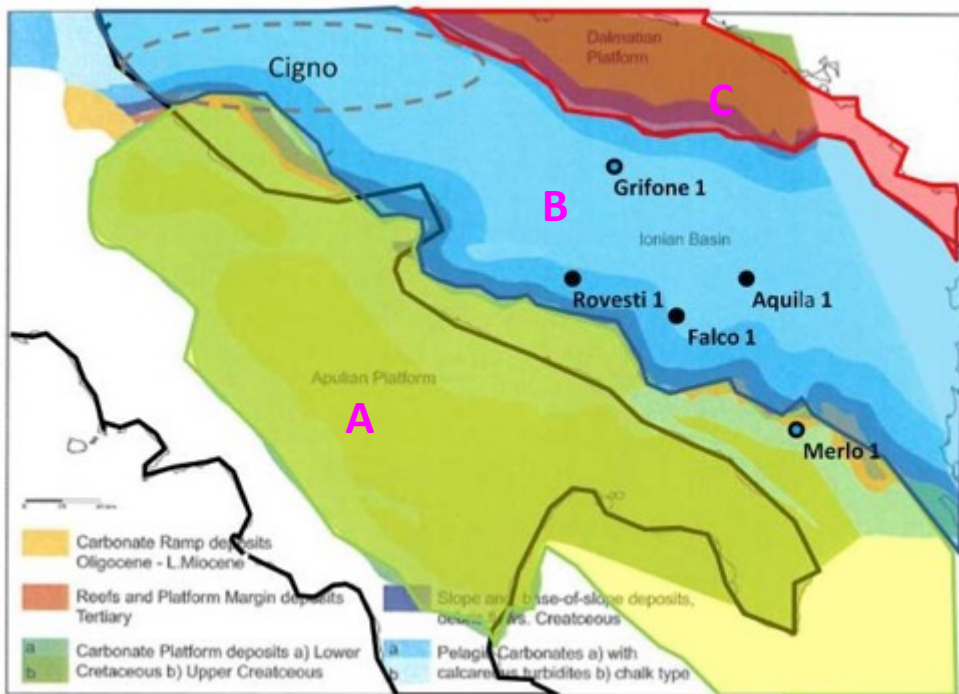 Dalmatian
Platform
Cigno
C
Grifone 1
B
Ionian Basin
Rovesti 1
Aquila 1
Falco 1
Apulian Platform
A
Merlo 1
Carbonate Ramp deposits
Oligocene - L.Miocene
Reefs and Platform Margin deposits
Tertiary
a
b
Carbonate Platform deposits a) Lower
Cretaceous b) Upper Creatceous
Slope and base-of-slope deposits,
Creatceous
a
b
Pelagic Carbonates a) with
calcareous turbidites b) chalk type